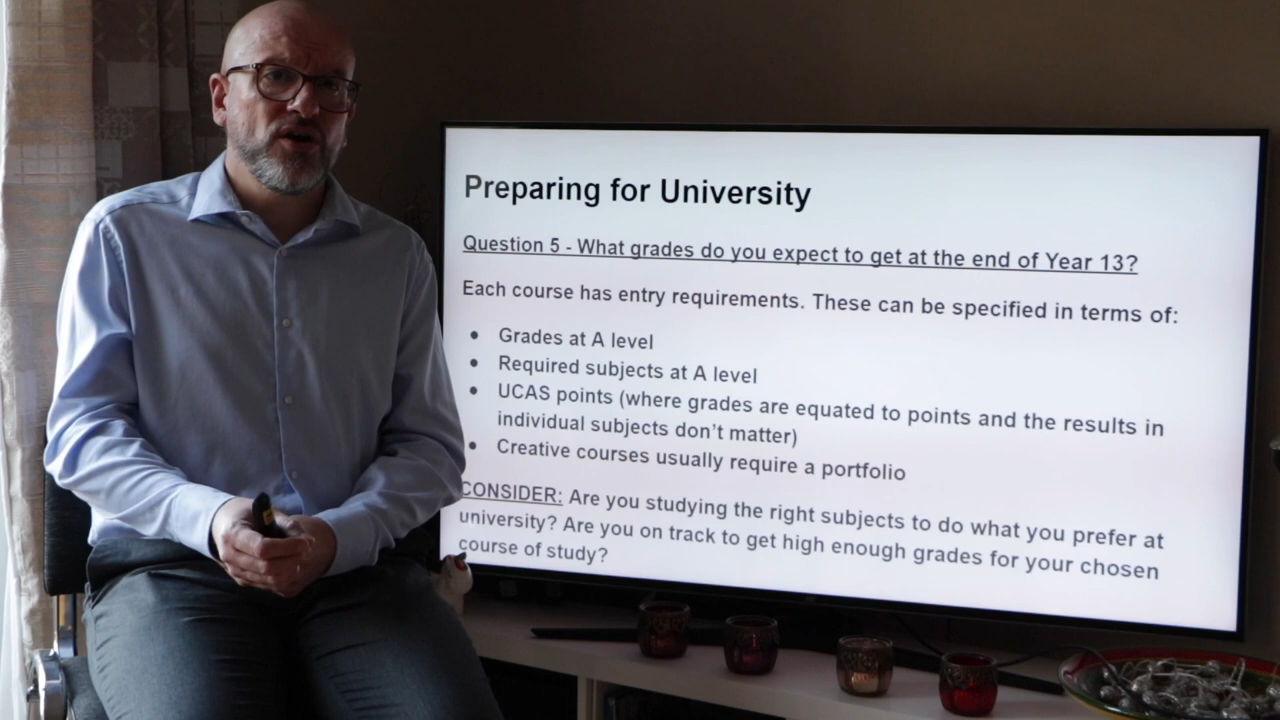 Preparing for University
Question 5 - What grades do you expect to get at the end of Year 13?
Each course has entry requirements. These can be specified in terms of:
● Grades at A level
● Required subjects at A level
● UCAS points (where grades are equated to points and the results in
individual subjects don't matter)
● Creative courses usually require a portfolio
CONSIDER: Are you studying the right subjects to do what you prefer at
university? Are you on track to get high enough grades for your chosen
course of study?